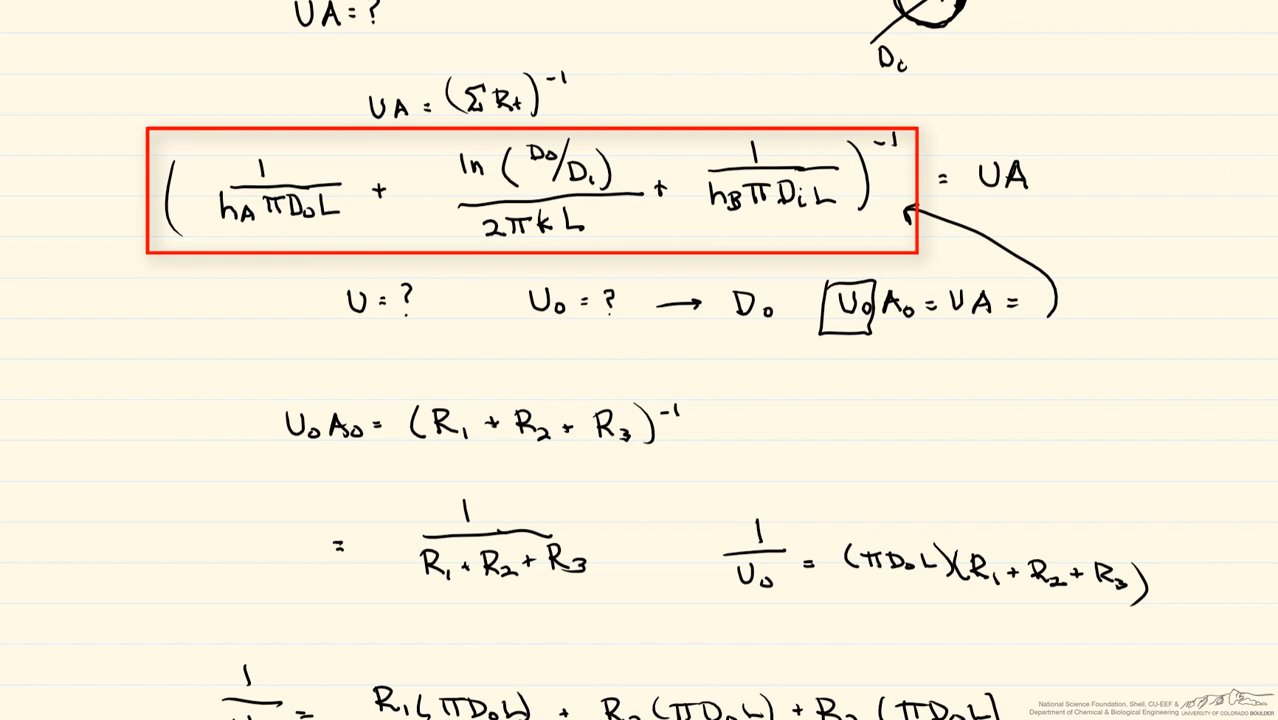 UA = ?
Do
UA = (Σ Rt)^-1
( 1/(hA π Do L) + ln (Do/Di)/(2πkL) + 1/(hB π Di L) )^-1 = UA
U = ? Uo = ? → Do Uo Ao = UA =
Uo Ao = (R1 + R2 + R3)^-1
= 1/(R1 + R2 + R3) 1/Uo = (πDoL)(R1 + R2 + R3)
1/U = R1(πDoL) + R2(πDoL) + R3(πDoL)
National Science Foundation, Shell, CU-EEF &
Department of Chemical & Biological Engineering UNIVERSITY OF COLORADO BOULDER